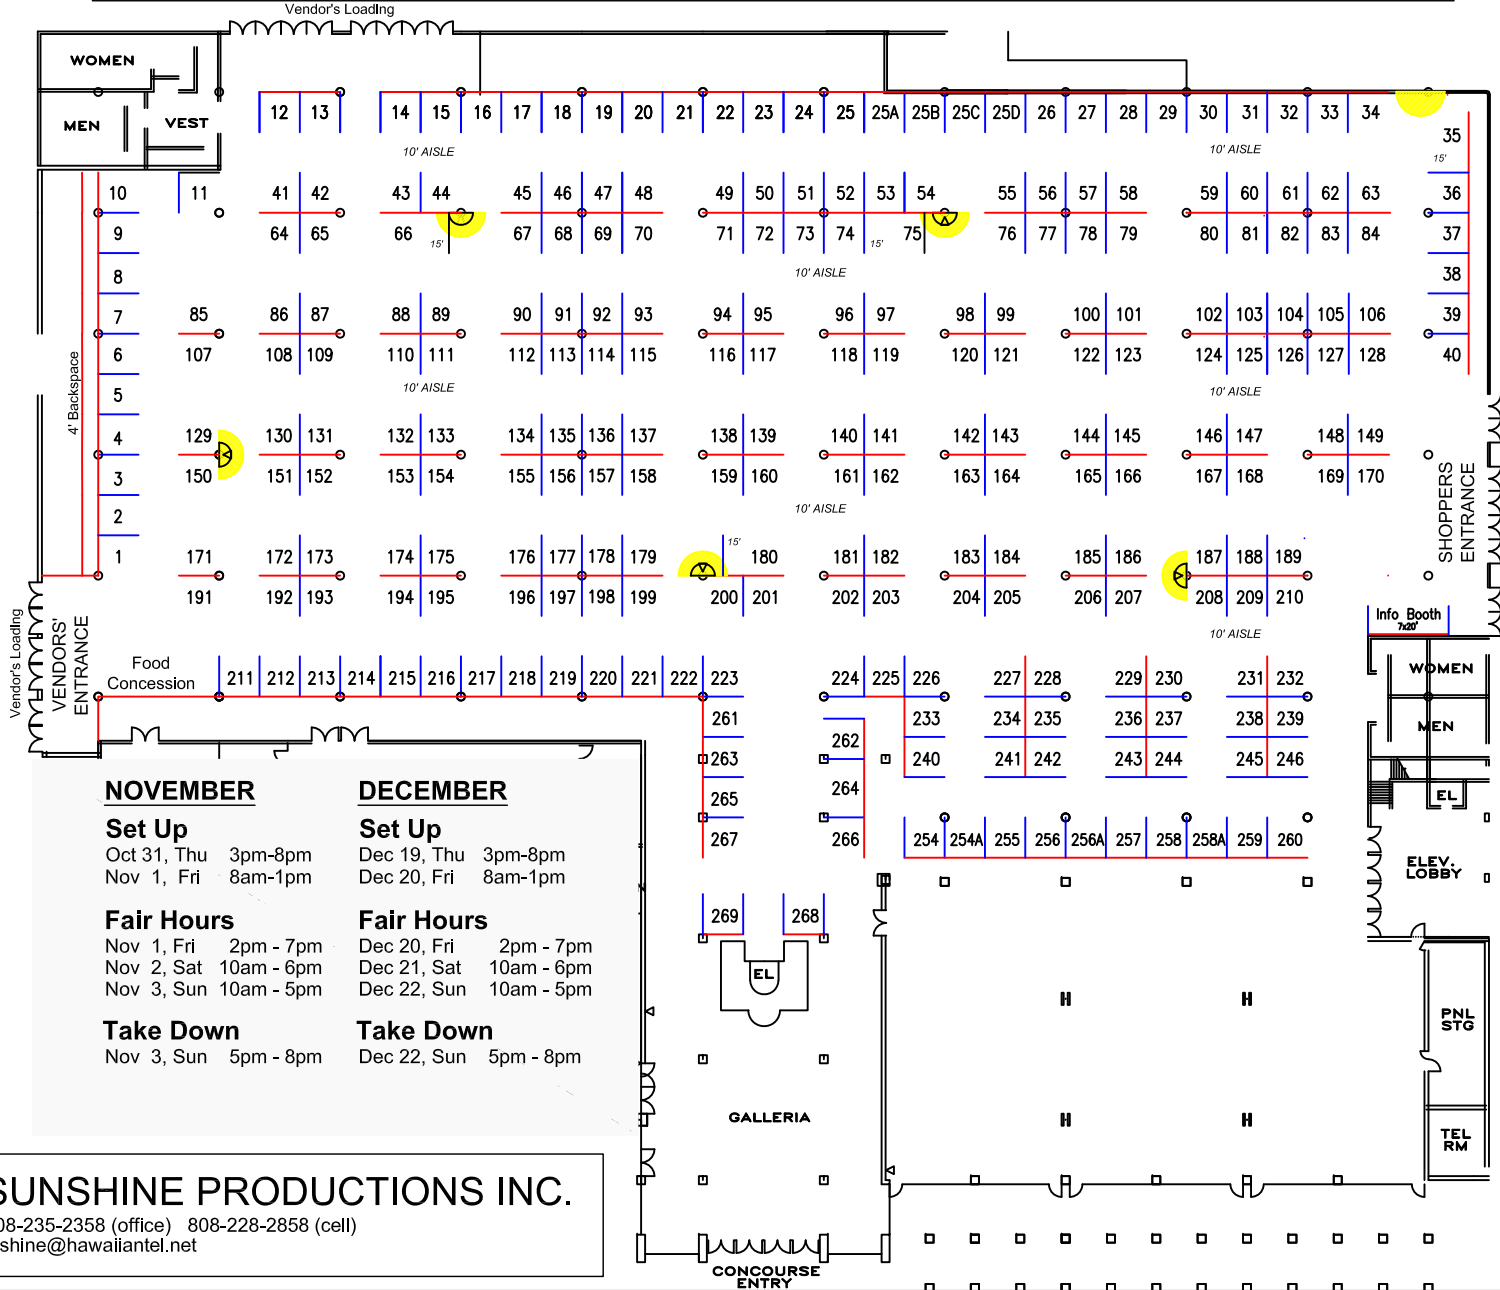 Vendor's Loading
WOMEN
MEN
VEST
12 13 14 15 16 17 18 19 20 21 22 23 24 25 25A 25B 25C 25D 26 27 28 29 30 31 32 33 34
35
10' AISLE 10' AISLE 15'
10 11 41 42 43 44 45 46 47 48 49 50 51 52 53 54 55 56 57 58 59 60 61 62 63 36
9 64 65 66 15' 67 68 69 70 71 72 73 74 15' 75 76 77 78 79 80 81 82 83 84 37
8 10' AISLE 38
7 85 86 87 88 89 90 91 92 93 94 95 96 97 98 99 100 101 102 103 104 105 106 39
6 107 108 109 110 111 112 113 114 115 116 117 118 119 120 121 122 123 124 125 126 127 128 40
4' Backspace
5 10' AISLE 10' AISLE
4 129 130 131 132 133 134 135 136 137 138 139 140 141 142 143 144 145 146 147 148 149
3 150 151 152 153 154 155 156 157 158 159 160 161 162 163 164 165 166 167 168 169 170
2 10' AISLE
SHOPPERS
ENTRANCE
15'
1 171 172 173 174 175 176 177 178 179 180 181 182 183 184 185 186 187 188 189
191 192 193 194 195 196 197 198 199 200 201 202 203 204 205 206 207 208 209 210
Info Booth
7x20'
10' AISLE
Vendor's Loading
VENDORS'
ENTRANCE
Food
Concession
211 212 213 214 215 216 217 218 219 220 221 222 223 224 225 226 227 228 229 230 231 232
WOMEN
261 233 234 235 236 237 238 239
MEN
262
263 240 241 242 243 244 245 246
264
265
EL
267 266 254 254A 255 256 256A 257 258 258A 259 260
ELEV.
LOBBY
269 268
EL
NOVEMBER
Set Up
Oct 31, Thu 3pm-8pm
Nov 1, Fri 8am-1pm
Fair Hours
Nov 1, Fri 2pm - 7pm
Nov 2, Sat 10am - 6pm
Nov 3, Sun 10am - 5pm
Take Down
Nov 3, Sun 5pm - 8pm
DECEMBER
Set Up
Dec 19, Thu 3pm-8pm
Dec 20, Fri 8am-1pm
Fair Hours
Dec 20, Fri 2pm - 7pm
Dec 21, Sat 10am - 6pm
Dec 22, Sun 10am - 5pm
Take Down
Dec 22, Sun 5pm - 8pm
PNL
STG
GALLERIA
TEL
RM
SUNSHINE PRODUCTIONS INC.
08-235-2358 (office) 808-228-2858 (cell)
shine@hawaiiantel.net
CONCOURSE
ENTRY